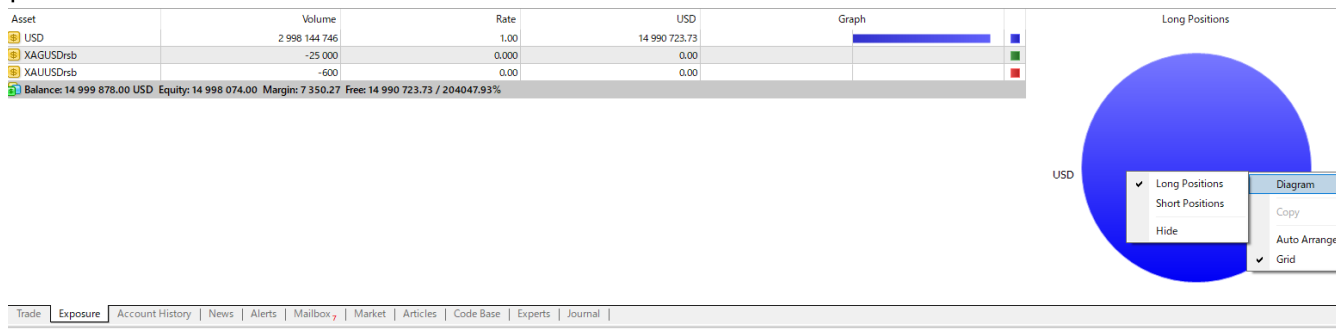 Asset Volume Rate USD Graph Long Positions
USD 2 998 144 746 1.00 14 990 723.73
XAGUSDrsb -25 000 0.000 0.00
XAUUSDrsb -600 0.00 0.00
Balance: 14 999 878.00 USD Equity: 14 998 074.00 Margin: 7 350.27 Free: 14 990 723.73 / 204047.93%
USD
Long Positions
Short Positions
Hide
Diagram
Copy
Auto Arrange
Grid
Trade | Exposure | Account History | News | Alerts | Mailbox 7 | Market | Articles | Code Base | Experts | Journal |